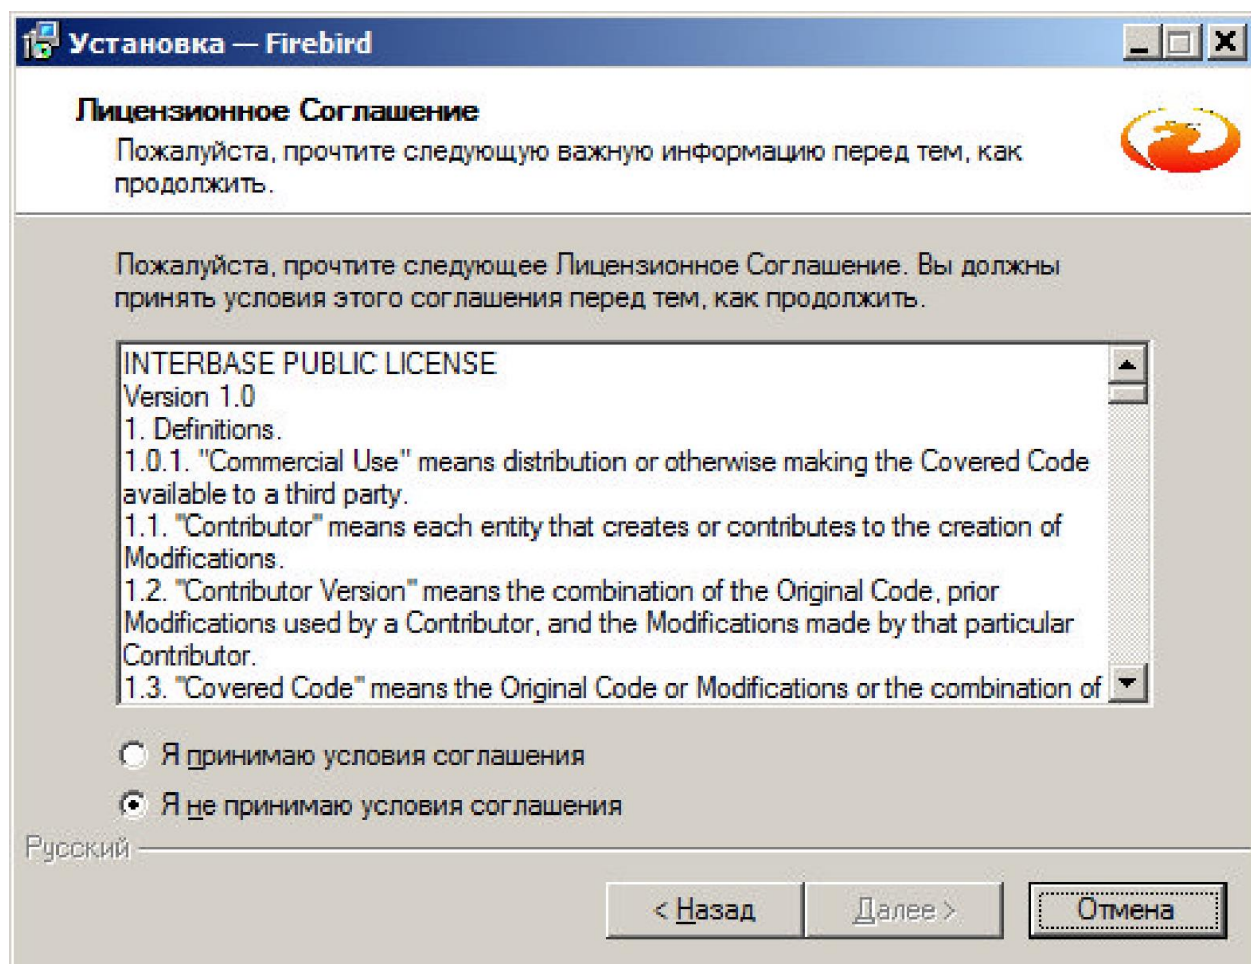 Установка — Firebird
Лицензионное Соглашение
Пожалуйста, прочтите следующую важную информацию перед тем, как
продолжить.
Пожалуйста, прочтите следующее Лицензионное Соглашение. Вы должны
принять условия этого соглашения перед тем, как продолжить.
INTERBASE PUBLIC LICENSE
Version 1.0
1. Definitions.
1.0.1. "Commercial Use" means distribution or otherwise making the Covered Code
available to a third party.
1.1. "Contributor" means each entity that creates or contributes to the creation of
Modifications.
1.2. "Contributor Version" means the combination of the Original Code, prior
Modifications used by a Contributor, and the Modifications made by that particular
Contributor.
1.3. "Covered Code" means the Original Code or Modifications or the combination of
Я принимаю условия соглашения
Я не принимаю условия соглашения
Русский
< Назад
Далее >
Отмена